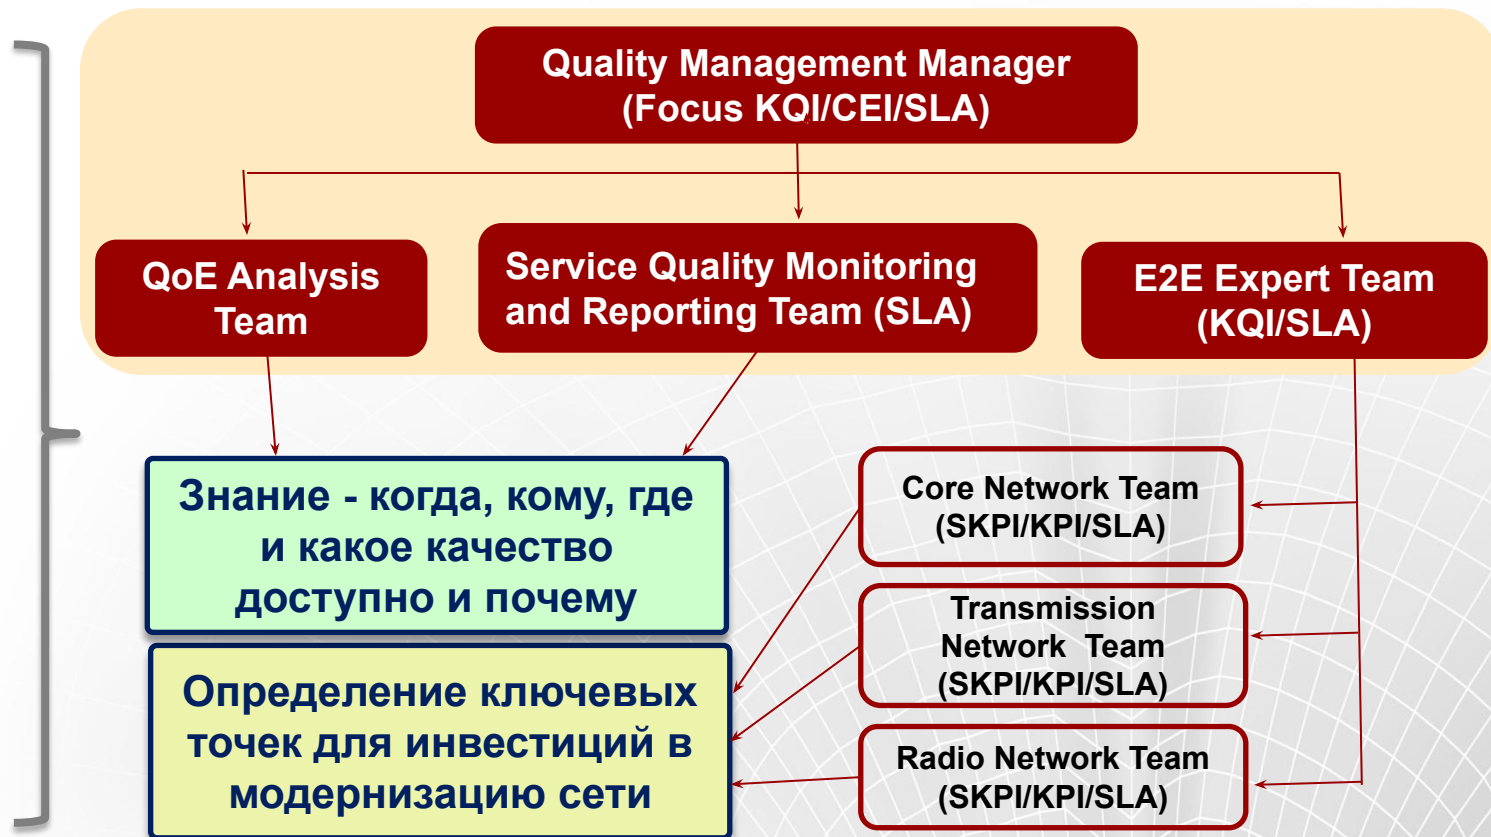 Quality Management Manager
(Focus KQI/CEI/SLA)
QoE Analysis
Team
Service Quality Monitoring
and Reporting Team (SLA)
E2E Expert Team
(KQI/SLA)
Знание - когда, кому, где
и какое качество
доступно и почему
Определение ключевых
точек для инвестиций в
модернизацию сети
Core Network Team
(SKPI/KPI/SLA)
Transmission
Network Team
(SKPI/KPI/SLA)
Radio Network Team
(SKPI/KPI/SLA)